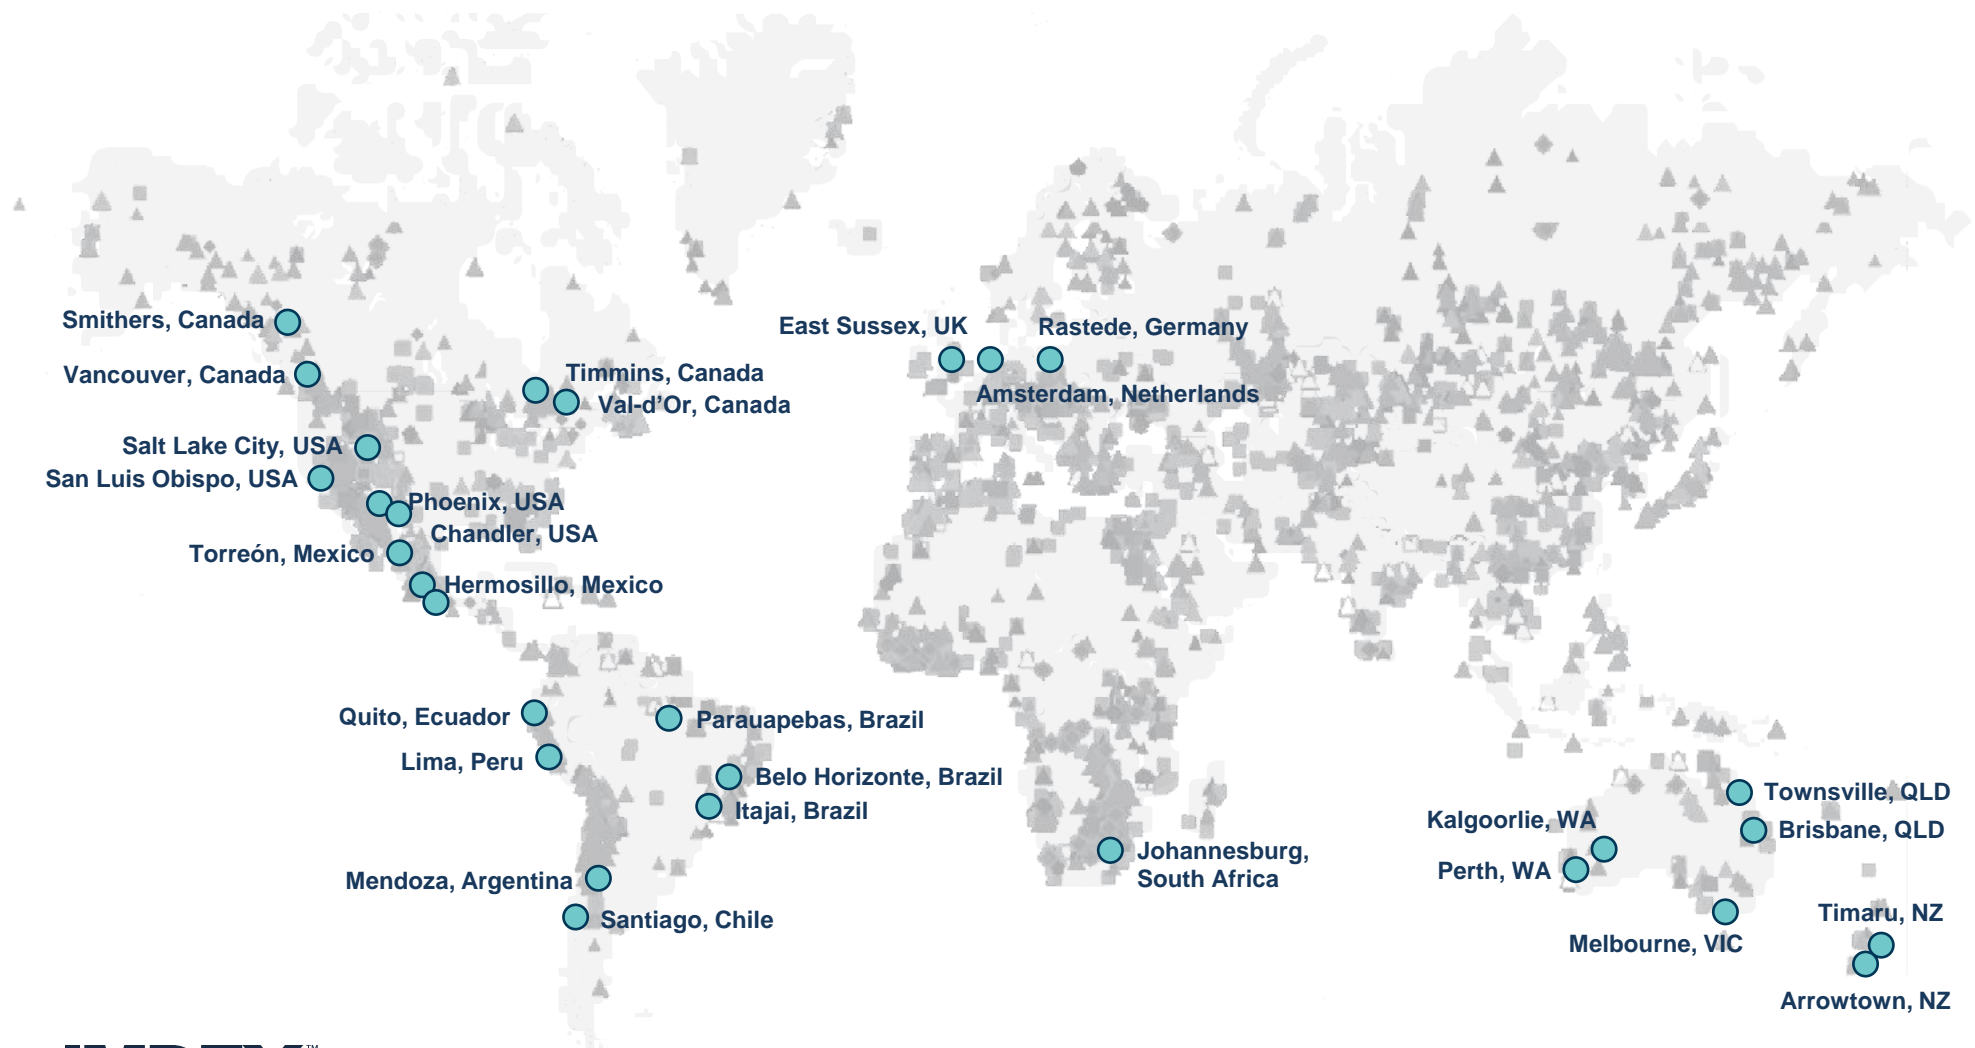 Smithers, Canada
East Sussex, UK
Rastede, Germany
Vancouver, Canada
Timmins, Canada
Amsterdam, Netherlands
Val-d’Or, Canada
Salt Lake City, USA
San Luis Obispo, USA
Phoenix, USA
Chandler, USA
Torreón, Mexico
Hermosillo, Mexico
Quito, Ecuador
Parauapebas, Brazil
Lima, Peru
Belo Horizonte, Brazil
Itajai, Brazil
Townsville, QLD
Kalgoorlie, WA
Brisbane, QLD
Johannesburg,
South Africa
Perth, WA
Mendoza, Argentina
Santiago, Chile
Timaru, NZ
Melbourne, VIC
Arrowtown, NZ